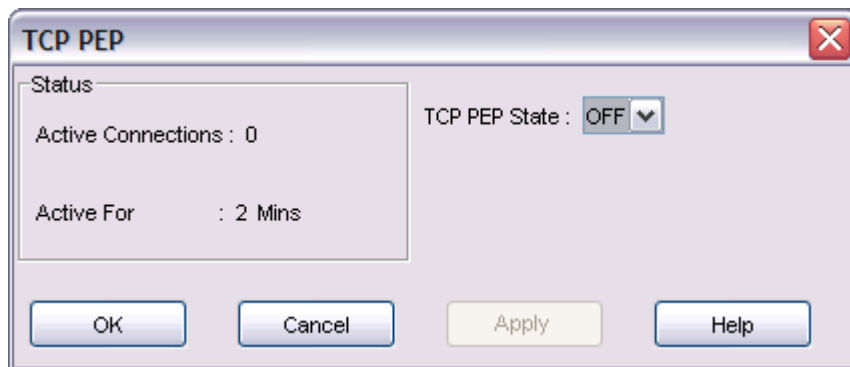 TCP PEP
Status
Active Connections : 0
Active For : 2 Mins
TCP PEP State : OFF
OK
Cancel
Apply
Help